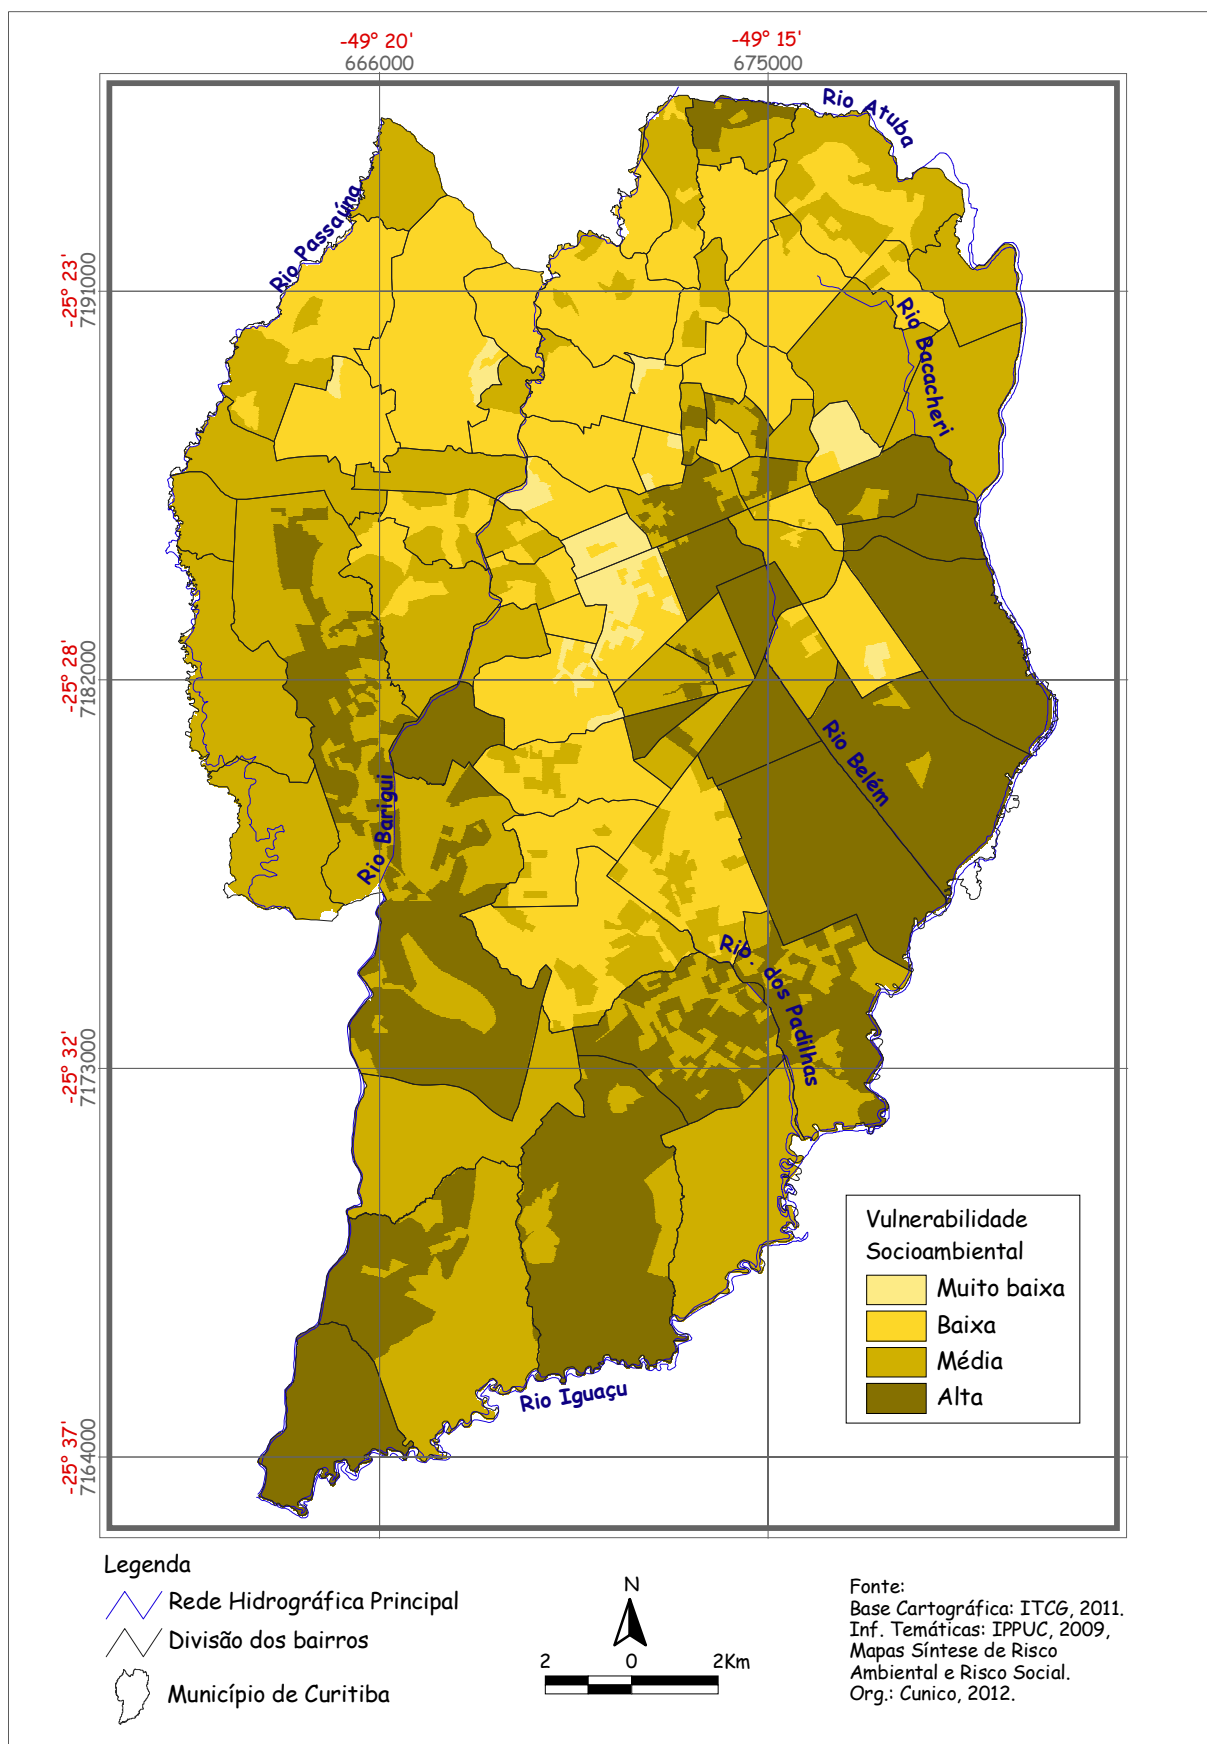 -49° 20'
666000
-49° 15'
675000
Rio Atuba
Rio Passaúna
-25° 23'
7191000
Rio Bacacheri
-25° 28'
7182000
Rio Belém
Rio Barigui
Rib. dos Padilhas
-25° 32'
7173000
Vulnerabilidade
Socioambiental
Muito baixa
Baixa
Média
Alta
Rio Iguaçu
-25° 37'
7164000
Legenda
Rede Hidrográfica Principal
Divisão dos bairros
Município de Curitiba
N
2 0 2Km
Fonte:
Base Cartográfica: ITCG, 2011.
Inf. Temáticas: IPPUC, 2009,
Mapas Síntese de Risco
Ambiental e Risco Social.
Org.: Cunico, 2012.